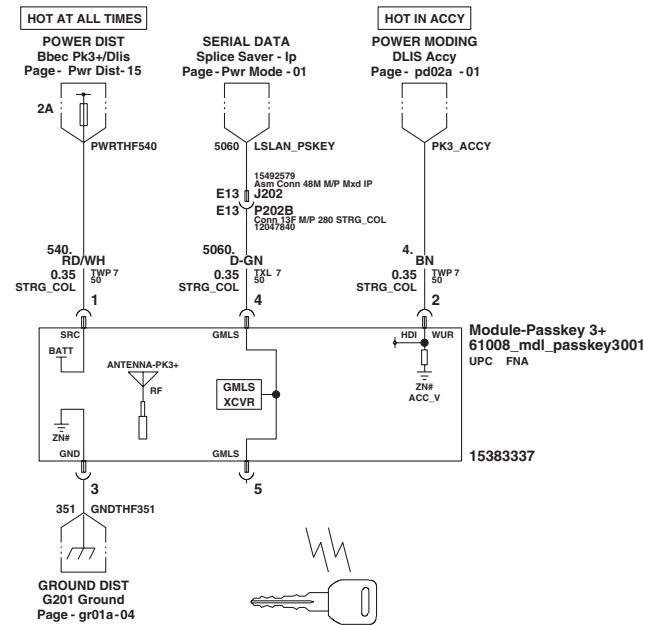 HOT AT ALL TIMES
HOT IN ACCY
POWER DIST
Bbec Pk3+/Dlis
Page - Pwr Dist-15
SERIAL DATA
Splice Saver - Ip
Page-Pwr Mode -01
POWER MODING
DLIS Accy
Page - pd02a -01
2A
PWRTHF540
5060 LSLAN_PSKEY
PK3_ACCY
15492579
Asm Conn 48M M/P Mxd IP
E13 J202
E13 P202B
Conn 13F M/P 280 STRG_COL
12047840
540.
RD/WH
0.35 TWP 7
50
STRG_COL
1
5060.
D-GN
0.35 TXL 7
50
STRG_COL
4
4.
BN
0.35 TWP 7
50
STRG_COL
2
SRC
GMLS
HDI WUR
Module-Passkey 3+
61008_mdl_passkey3001
UPC FNA
BATT
ANTENNA-PK3+
RF
GMLS
XCVR
ZN#
ACC_V
ZN#
GND
GMLS
15383337
3
5
351 GNDTHF351
GROUND DIST
G201 Ground
Page - gr01a-04